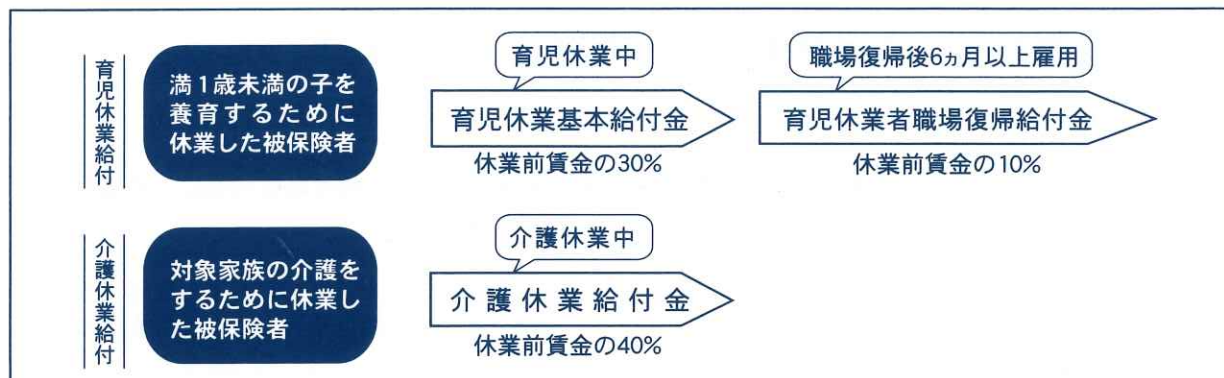 育児休業給付
満1歳未満の子を
養育するために
休業した被保険者
育児休業中
育児休業基本給付金
休業前賃金の30%
職場復帰後6ヵ月以上雇用
育児休業者職場復帰給付金
休業前賃金の10%
介護休業給付
対象家族の介護を
するために休業し
た被保険者
介護休業中
介護休業給付金
休業前賃金の40%